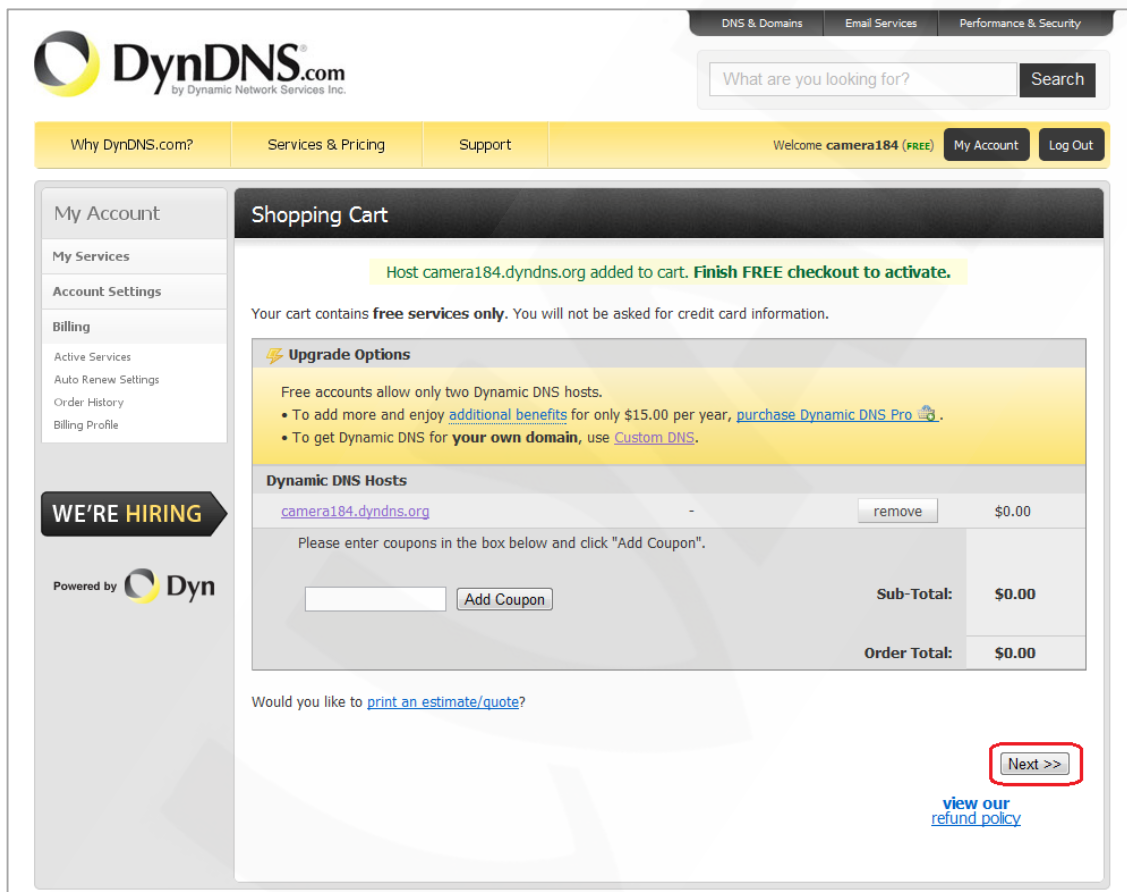 DNS & Domains Email Services Performance & Security
DynDNS.com
by Dynamic Network Services Inc.
What are you looking for? Search
Why DynDNS.com? Services & Pricing Support Welcome camera184 (FREE) My Account Log Out
My Account
My Services
Account Settings
Billing
Active Services
Auto Renew Settings
Order History
Billing Profile
WE'RE HIRING
Powered by Dyn
Shopping Cart
Host camera184.dyndns.org added to cart. Finish FREE checkout to activate.
Your cart contains free services only. You will not be asked for credit card information.
Upgrade Options
Free accounts allow only two Dynamic DNS hosts.
• To add more and enjoy additional benefits for only $15.00 per year, purchase Dynamic DNS Pro .
• To get Dynamic DNS for your own domain, use Custom DNS.
Dynamic DNS Hosts
camera184.dyndns.org - remove $0.00
Please enter coupons in the box below and click "Add Coupon".
Add Coupon Sub-Total: $0.00
Order Total: $0.00
Would you like to print an estimate/quote?
Next >>
view our
refund policy